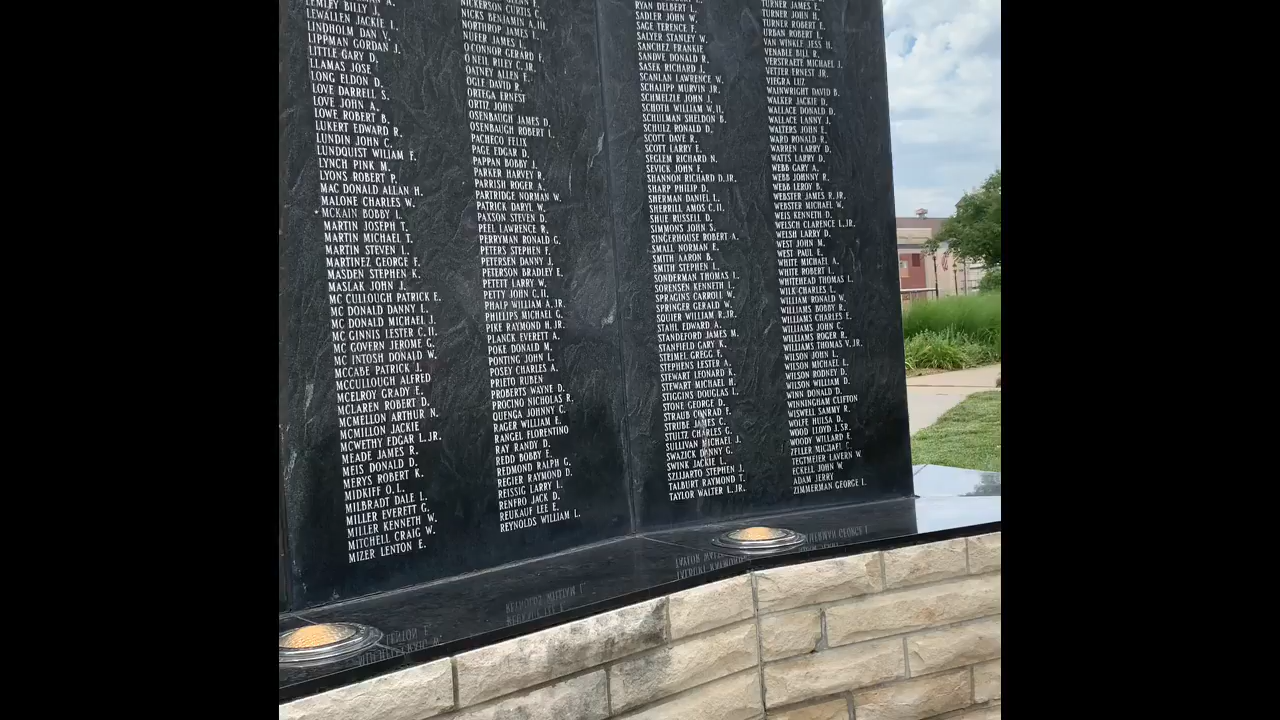 LEMLEY BILLY J.
LEWALLEN JACKIE L.
LINDHOLM DAN V.
LIPPMAN GORDAN J.
LITTLE GARY D.
LLAMAS JOSE
LONG ELDON D.
LOVE DARRELL S.
LOVE JOHN A.
LOWE ROBERT B.
LUKERT EDWARD R.
LUNDIN JOHN C.
LUNDQUIST WILIAM F.
LYNCH PINK M.
LYONS ROBERT P.
MAC DONALD ALLAN H.
MALONE CHARLES W.
MCKAIN BOBBY L.
MARTIN JOSEPH T.
MARTIN MICHAEL T.
MARTIN STEVEN L.
MARTINEZ GEORGE F.
MASDEN STEPHEN K.
MASLAK JOHN J.
MC CULLOUGH PATRICK E.
MC DONALD DANNY L.
MC DONALD MICHAEL J.
MC GINNIS LESTER C,II.
MC GOVERN JEROME G.
MC INTOSH DONALD W.
MCCABE PATRICK J.
MCCULLOUGH ALFRED
MCELROY GRADY E.
MCLAREN ROBERT D.
MCMELLON ARTHUR N.
MCMILLON JACKIE
MCWETHY EDGAR L,JR.
MEADE JAMES R.
MEIS DONALD D.
MERYS ROBERT K.
MIDKIFF O.L.
MILBRADT DALE L.
MILLER EVERETT G.
MILLER KENNETH W.
MITCHELL CRAIG W.
MIZER LENTON E.
NICKERSON CURTIS C.
NICKS BENJAMIN A,III.
NORTHROP JAMES L.
NUFER JAMES L.
O'CONNOR GERARD F.
O'NEIL RILEY C,JR.
OATNEY ALLEN E.
OGLE DAVID R.
ORTEGA ERNEST
ORTIZ JOHN
OSENBAUGH JAMES D.
OSENBAUGH ROBERT L.
PACHECO FELIX
PAGE EDGAR D.
PAPPAN BOBBY J.
PARKER HARVEY R.
PARRISH ROGER A.
PARTRIDGE NORMAN W.
PATRICK DARYL W.
PAXSON STEVEN D.
PEEL LAWRENCE R.
PERRYMAN RONALD G.
PETERS STEPHEN F.
PETERSEN DANNY J.
PETERSON BRADLEY E.
PETETT LARRY W.
PETTY JOHN C,II.
PHALP WILLIAM A,JR.
PHILLIPS MICHAEL G.
PIKE RAYMOND H,JR.
PLANCK EVERETT A.
POKE DONALD M.
PONTING JOHN L.
POSEY CHARLES A.
PRIETO RUBEN
PROBERTS WAYNE D.
PROCINO NICHOLAS R.
QUENGA JOHNNY C.
RAGER WILLIAM E.
RANGEL FLORENTINO
RAY RANDY D.
REDD BOBBY E.
REDMOND RALPH G.
REGIER RAYMOND D.
REISSIG LARRY L.
RENFRO JACK D.
REUKAUF LEE E.
REYNOLDS WILLIAM L.
RYAN DELBERT L.
SADLER JOHN W.
SAGE TERENCE F.
SALYER STANLEY W.
SANCHEZ FRANKIE
SANDVE DONALD R.
SASEK RICHARD J.
SCANLAN LAWRENCE W.
SCHALIPP MURVIN JR.
SCHMELZLE JOHN J.
SCHOTH WILLIAM W,II.
SCHULMAN SHELDON B.
SCHULZ RONALD D.
SCOTT DAVE R.
SCOTT LARRY E.
SEGLEM RICHARD N.
SEVICK JOHN F.
SHANNON RICHARD D,JR.
SHARP PHILIP D.
SHERMAN DANIEL L.
SHERRILL AMOS C,II.
SHUE RUSSELL D.
SIMMONS JOHN S.
SINGERHOUSE ROBERT A.
SMALL NORMAN E.
SMITH AARON B.
SMITH STEPHEN L.
SONDERMAN THOMAS L.
SORENSEN KENNETH L.
SPRAGINS CARROLL W.
SPRINGER GERALD W.
SQUIER WILLIAM R,JR.
STAHL EDWARD A.
STANDEFORD JAMES M.
STANFIELD GARY K.
STEIMEL GREGG F.
STEPHENS LESTER A.
STEWART LEONARD K.
STEWART MICHAEL H.
STIGGINS DOUGLAS L.
STONE GEORGE D.
STRAUB CONRAD F.
STRUBE JAMES C.
STULTZ CHARLES G.
SULLIVAN MICHAEL J.
SWAZICK DANNY G.
SWINK JACKIE L.
SZIJJARTO STEPHEN J.
TALBURT RAYMOND T.
TAYLOR WALTER L, JR.
TURNER JAMES E.
TURNER JOHN H.
TURNER ROBERT E.
URBAN ROBERT L.
VAN WINKLE JESS H.
VENABLE BILL R.
VERSTRAETE MICHAEL J.
VETTER ERNEST JR.
VIEGRA LUZ
WAINWRIGHT DAVID B.
WALKER JACKIE D.
WALLACE DONALD D.
WALLACE LANNY J.
WALTERS JOHN E.
WARD RONALD R.
WARREN LARRY D.
WATTS LARRY D.
WEBB GARY A.
WEBB JOHNNY R.
WEBB LEROY B.
WEBSTER JAMES R,JR.
WEBSTER MICHAEL W.
WEIS KENNETH D.
WELSCH CLARENCE L,JR.
WELSH LARRY D.
WEST JOHN M.
WEST PAUL E.
WHITE MICHAEL A.
WHITE ROBERT L.
WHITEHEAD THOMAS L.
WILK CHARLES L.
WILLIAM RONALD W.
WILLIAMS BOBBY R.
WILLIAMS CHARLES E.
WILLIAMS JOHN C.
WILLIAMS ROGER R.
WILLIAMS THOMAS V,JR.
WILSON JOHN L.
WILSON MICHAEL L.
WILSON RODNEY D.
WILSON WILLIAM D.
WINN DONALD D.
WINNINGHAM CLIFTON
WISWELL SAMMY R.
WOLFE HULSA D.
WOOD LLOYD J,SR.
WOODY WILLARD E.
ZELLER MICHAEL C.
TEGTMEIER LAVERN W.
ECKELL JOHN W.
ADAM JERRY
ZIMMERMAN GEORGE L.